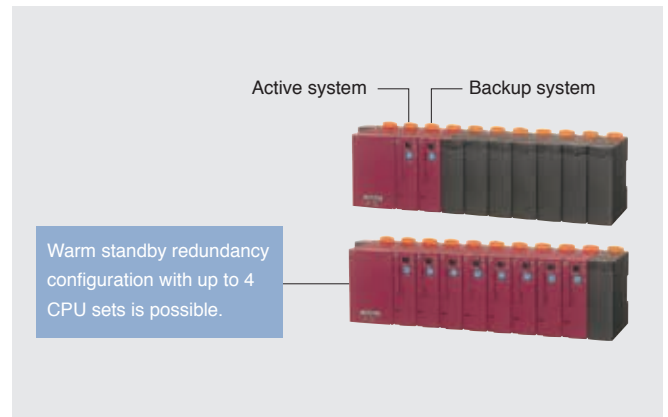 Active system
Backup system
Warm standby redundancy
configuration with up to 4
CPU sets is possible.